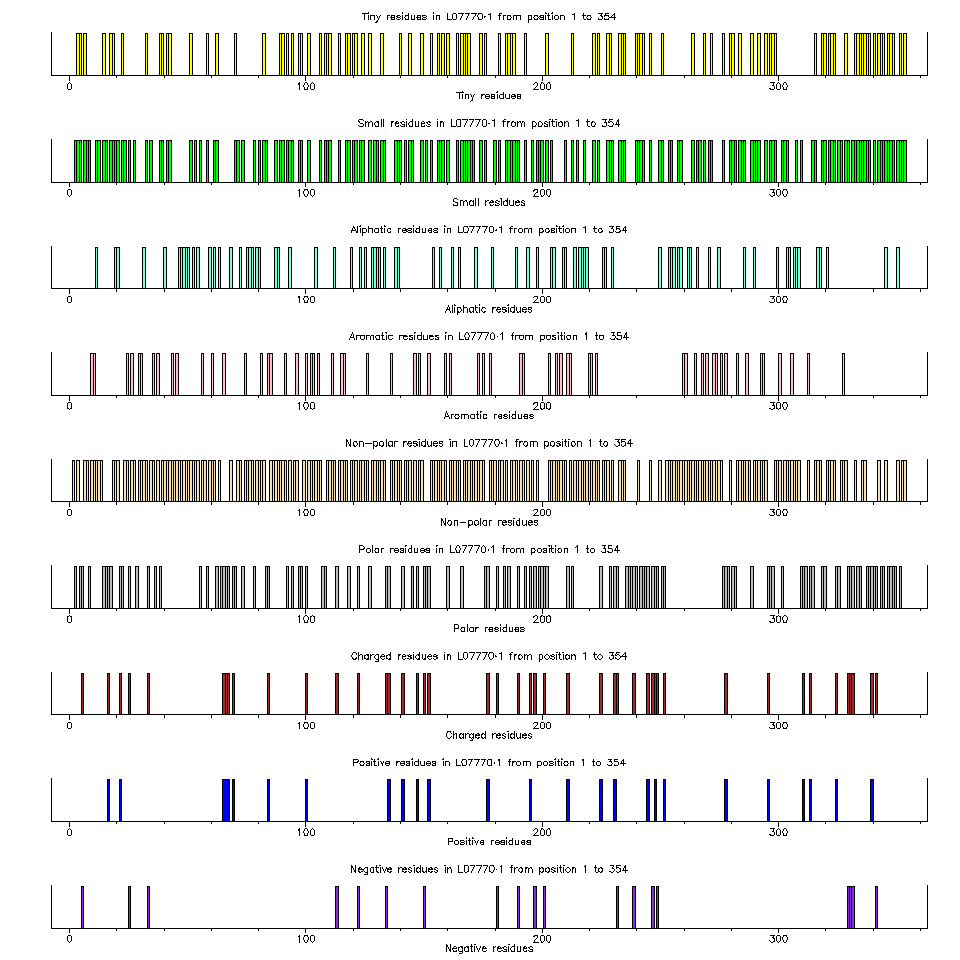 Tiny residues in L07770.1 from position 1 to 354
0 100 200 300
Tiny residues
Small residues in L07770.1 from position 1 to 354
0 100 200 300
Small residues
Aliphatic residues in L07770.1 from position 1 to 354
0 100 200 300
Aliphatic residues
Aromatic residues in L07770.1 from position 1 to 354
0 100 200 300
Aromatic residues
Non-polar residues in L07770.1 from position 1 to 354
0 100 200 300
Non-polar residues
Polar residues in L07770.1 from position 1 to 354
0 100 200 300
Polar residues
Charged residues in L07770.1 from position 1 to 354
0 100 200 300
Charged residues
Positive residues in L07770.1 from position 1 to 354
0 100 200 300
Positive residues
Negative residues in L07770.1 from position 1 to 354
0 100 200 300
Negative residues